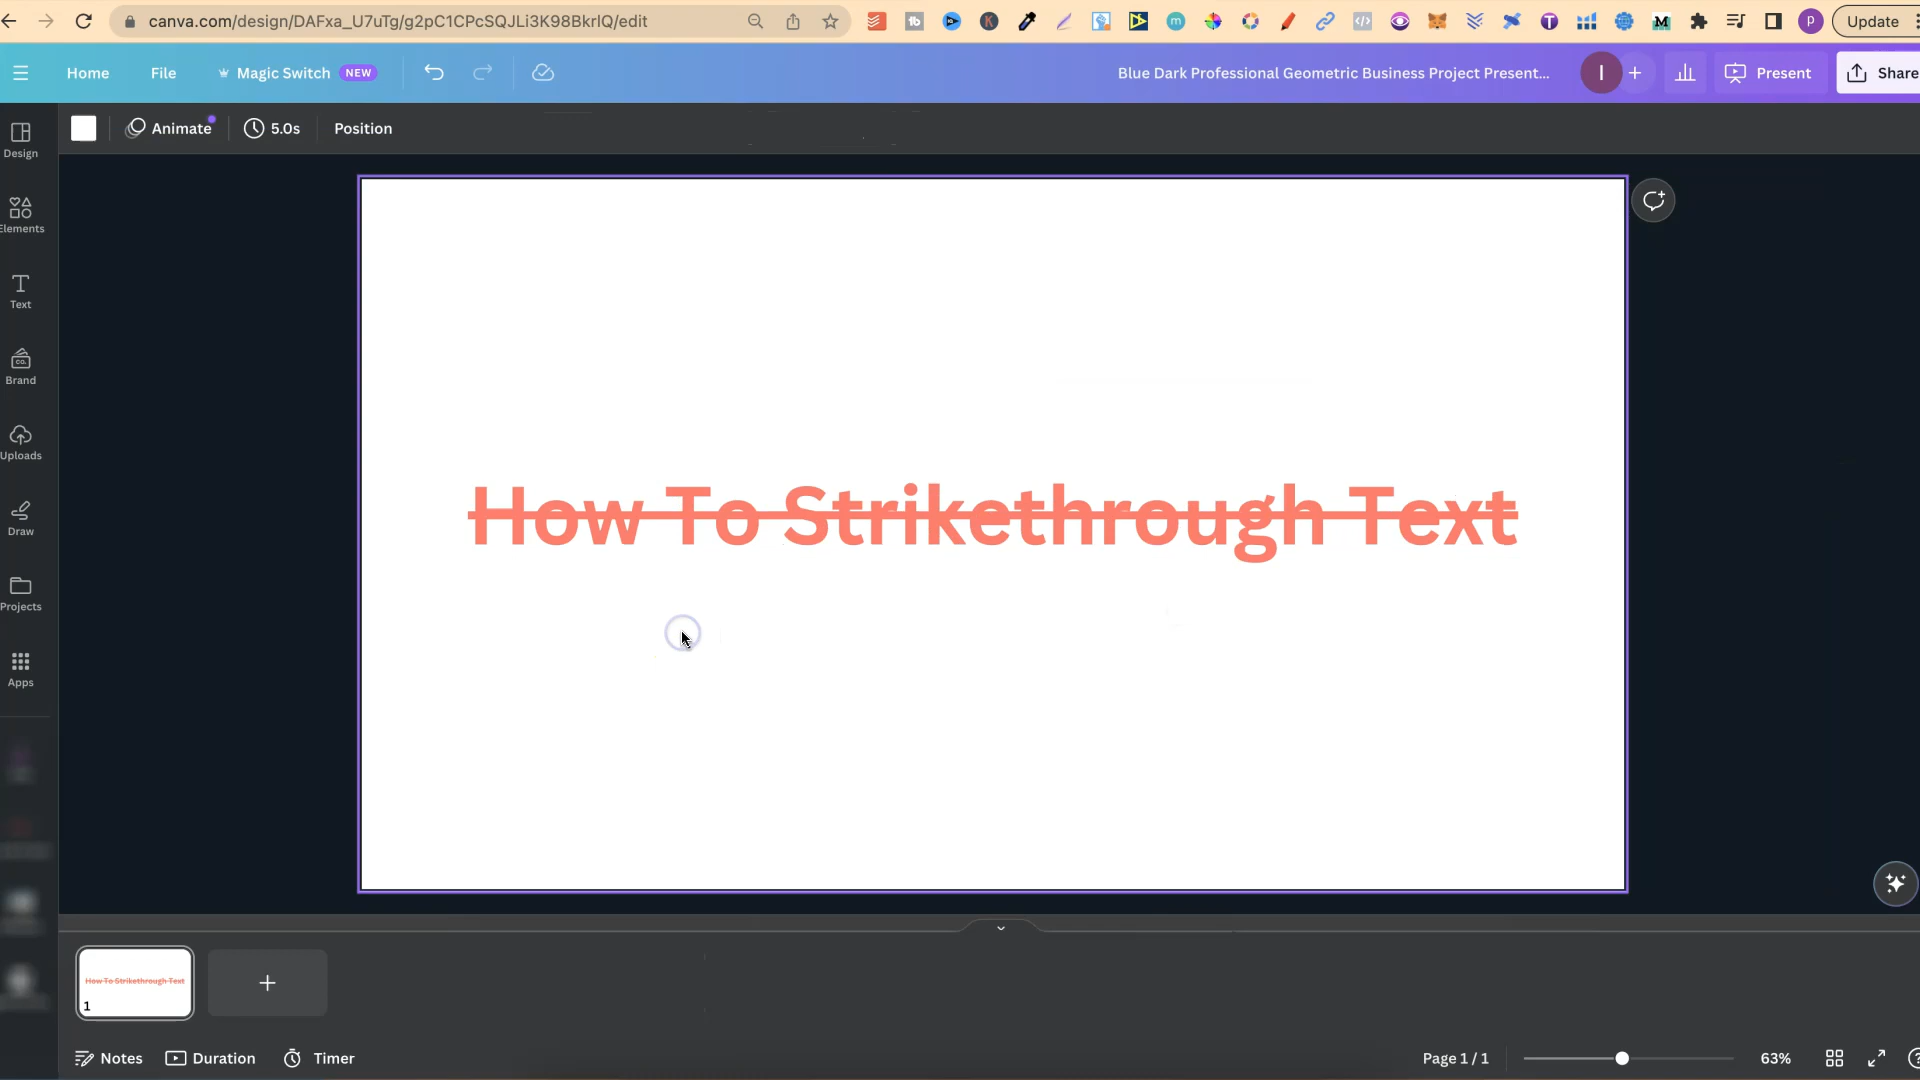 canva.com/design/DAFxa_U7uTg/g2pC1CPcSQJLi3K98BkrlQ/edit
Update
Home
File
Magic Switch NEW
Blue Dark Professional Geometric Business Project Present...
I
Present
Share
Animate
5.0s
Position
Design
Elements
Text
Brand
Uploads
Draw
Projects
Apps
How To Strikethrough Text
How To Strikethrough Text
1
Notes
Duration
Timer
Page 1 / 1
63%